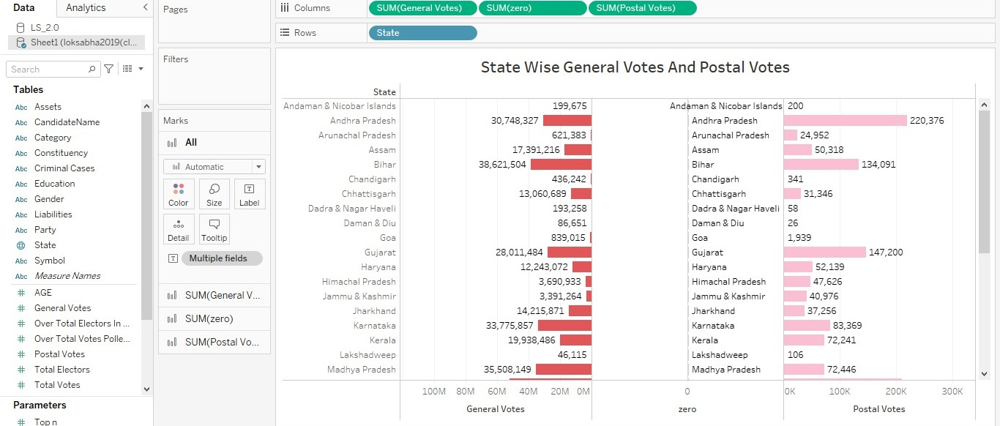 Data
Analytics
LS_2.0
Sheet1 (loksabha2019(cl...
Search
Tables
Abc Assets
Abc CandidateName
Abc Category
Abc Constituency
Abc Criminal Cases
Abc Education
Abc Gender
Abc Liabilities
Abc Party
State
Abc Symbol
Abc Measure Names
# AGE
# General Votes
# Over Total Electors In ...
# Over Total Votes Polle...
# Postal Votes
# Total Electors
# Total Votes
Parameters
# Top n
Pages
Filters
Marks
All
Automatic
Color Size Label
Detail Tooltip
Multiple fields
SUM(General V...
SUM(zero)
SUM(Postal Vo...
Columns SUM(General Votes) SUM(zero) SUM(Postal Votes)
Rows State
State Wise General Votes And Postal Votes
State
Andaman & Nicobar Islands 199,675 Andaman & Nicobar Islands 200
Andhra Pradesh 30,748,327 Andhra Pradesh 220,376
Arunachal Pradesh 621,383 Arunachal Pradesh 24,952
Assam 17,391,216 Assam 50,318
Bihar 38,621,504 Bihar 134,091
Chandigarh 436,242 Chandigarh 341
Chhattisgarh 13,060,689 Chhattisgarh 31,346
Dadra & Nagar Haveli 193,258 Dadra & Nagar Haveli 58
Daman & Diu 86,651 Daman & Diu 26
Goa 839,015 Goa 1,939
Gujarat 28,011,484 Gujarat 147,200
Haryana 12,243,072 Haryana 52,139
Himachal Pradesh 3,690,933 Himachal Pradesh 47,626
Jammu & Kashmir 3,391,264 Jammu & Kashmir 40,976
Jharkhand 14,215,871 Jharkhand 37,256
Karnataka 33,775,857 Karnataka 83,369
Kerala 19,938,486 Kerala 72,241
Lakshadweep 46,115 Lakshadweep 106
Madhya Pradesh 35,508,149 Madhya Pradesh 72,446
100M 80M 60M 40M 20M 0M 0 0K 100K 200K 300K
General Votes zero Postal Votes